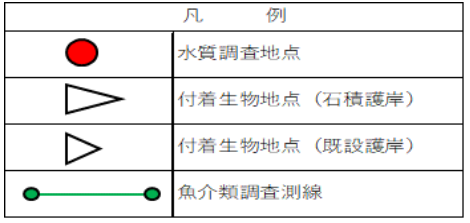 凡 例
水質調査地点
付着生物地点（石積護岸）
付着生物地点（既設護岸）
魚介類調査測線